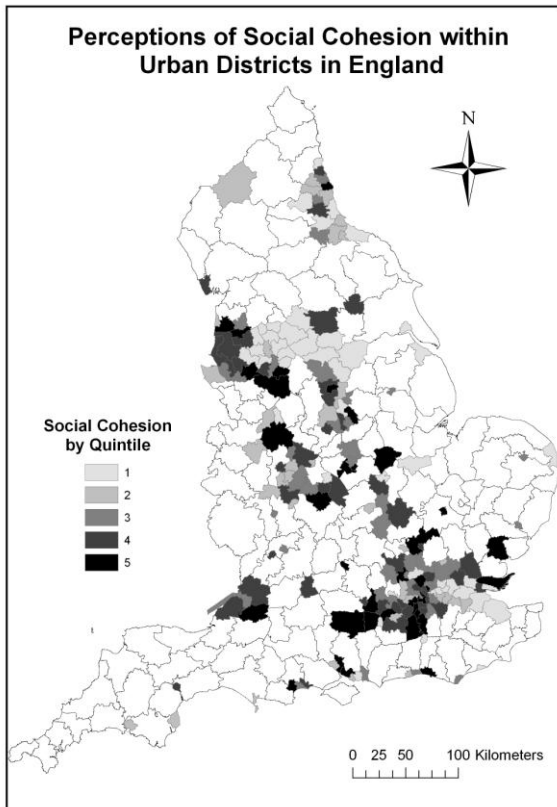 Perceptions of Social Cohesion within
Urban Districts in England
N
Social Cohesion
by Quintile
1
2
3
4
5
0 25 50 100 Kilometers